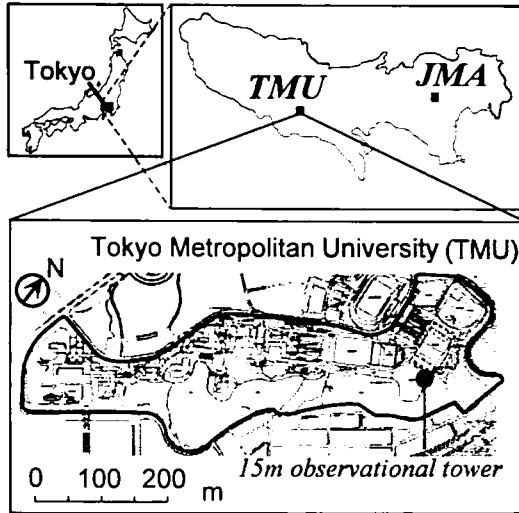 Tokyo
TMU
JMA
Tokyo Metropolitan University (TMU)
N
15m observational tower
0 100 200
m